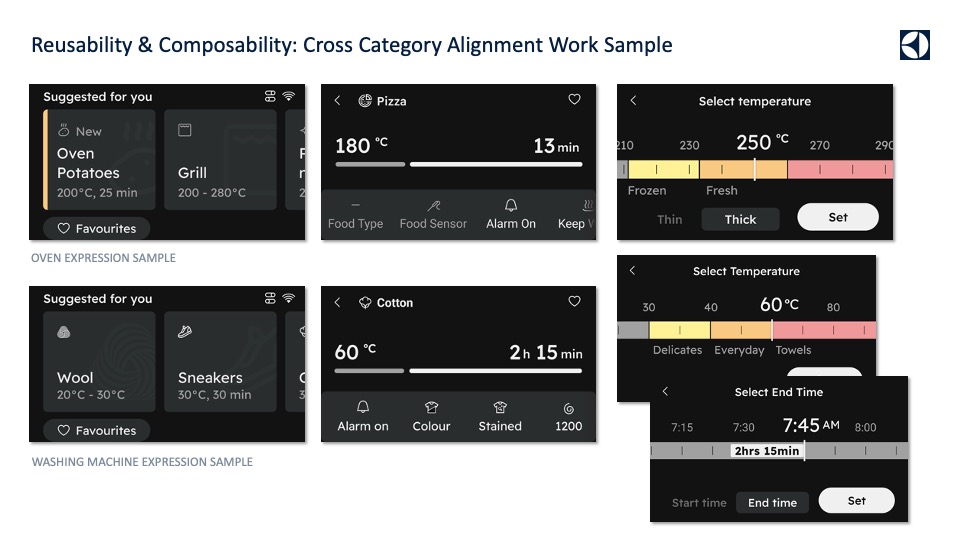 Reusability & Composability: Cross Category Alignment Work Sample
Suggested for you
New
Oven
Potatoes
200°C, 25 min
Grill
200 - 280°C
Favourites
Pizza
180 °C 13 min
Food Type Food Sensor Alarm On Keep
Select temperature
210 230 250 °C 270 290
Frozen Fresh
Thin Thick Set
OVEN EXPRESSION SAMPLE
Suggested for you
Wool
20°C - 30°C
Sneakers
30°C, 30 min
Favourites
Cotton
60 °C 2 h 15 min
Alarm on Colour Stained 1200
Select Temperature
30 40 60 °C 80
Delicates Everyday Towels
Select End Time
7:15 7:30 7:45 AM 8:00
2hrs 15min
Start time End time Set
WASHING MACHINE EXPRESSION SAMPLE